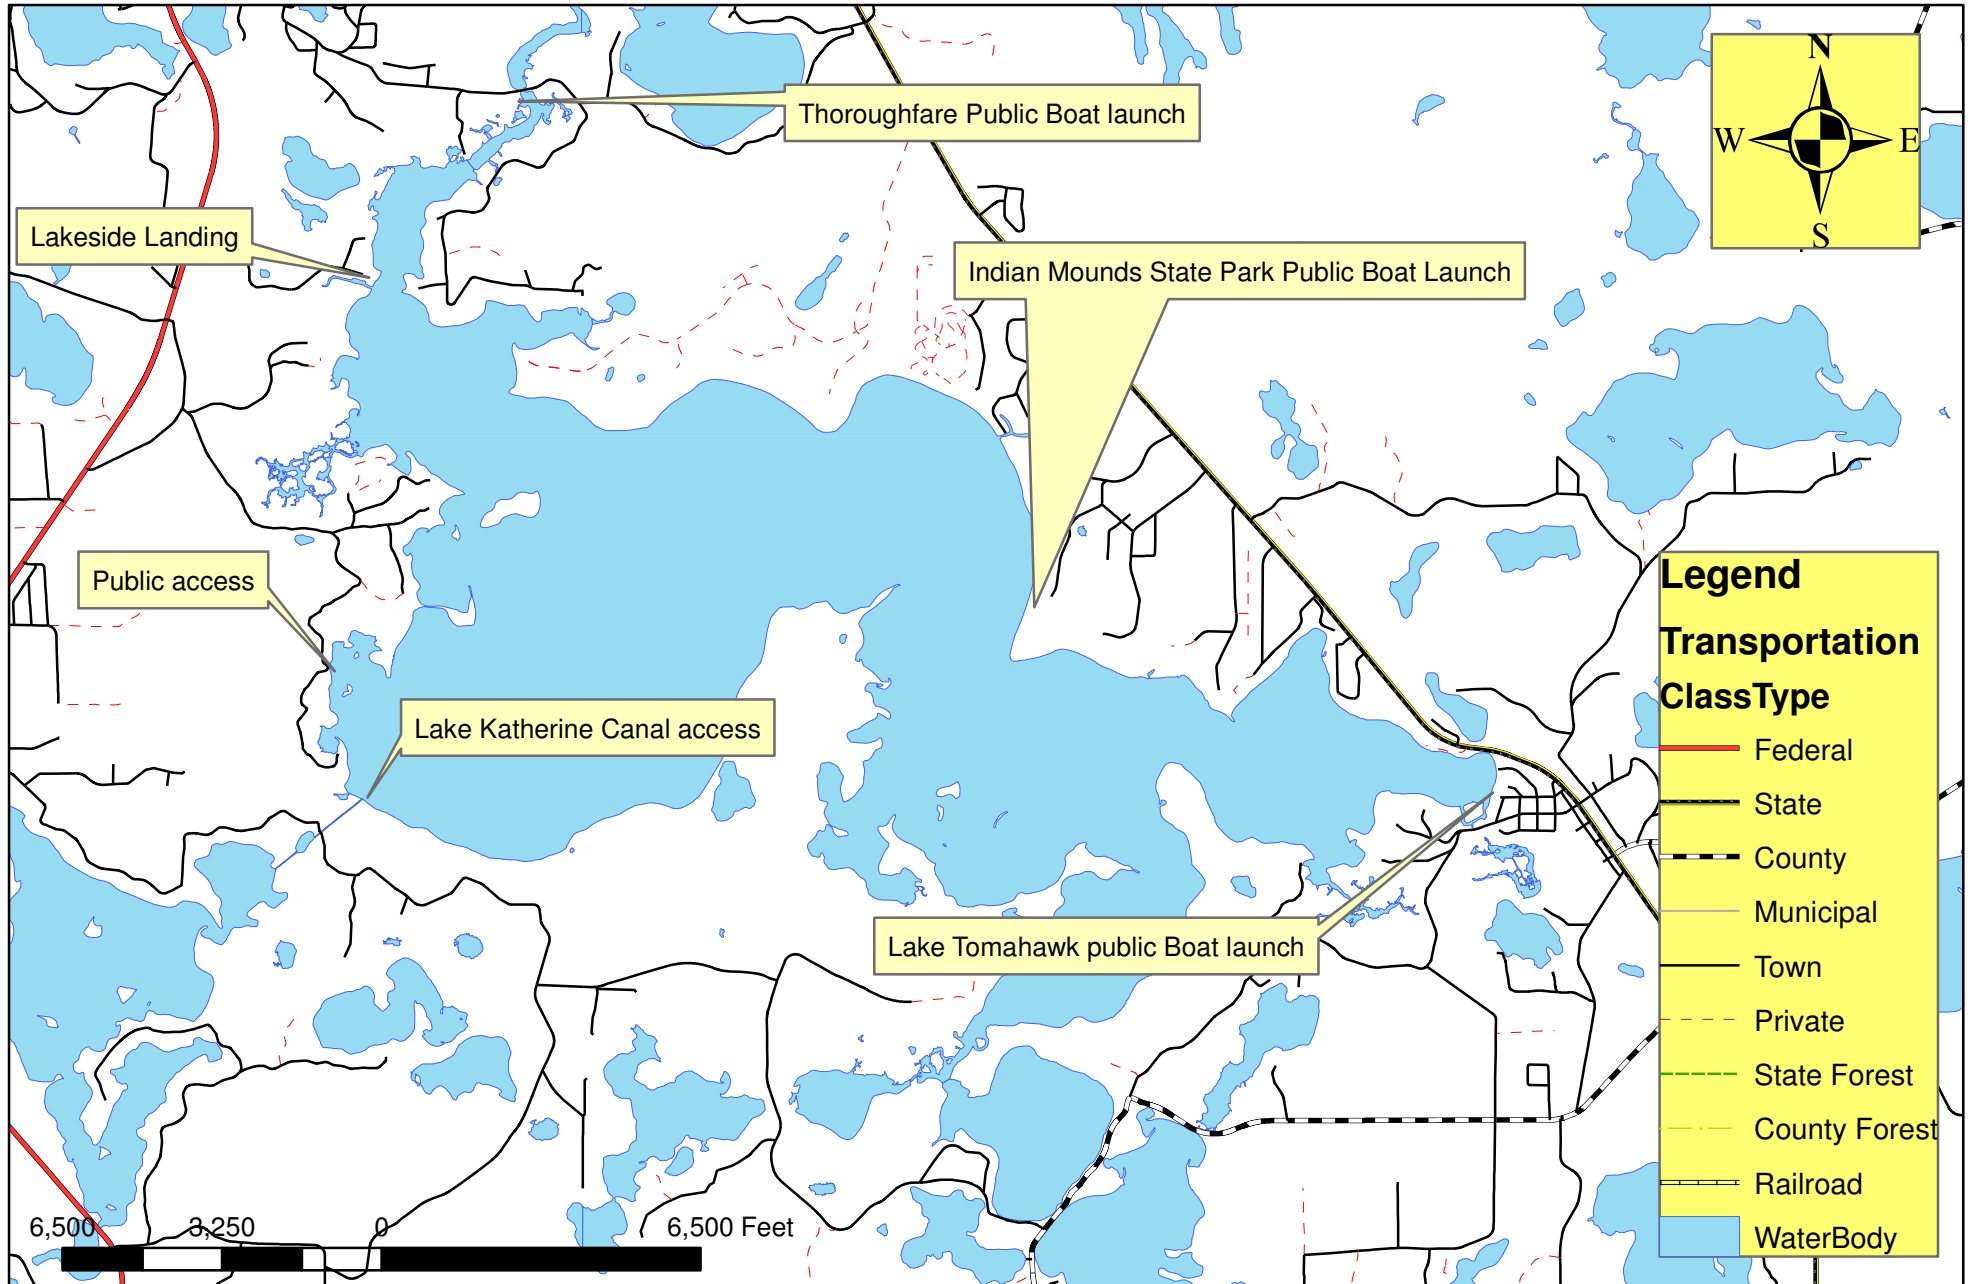 N
Thoroughfare Public Boat launch
W
E
S
Lakeside Landing
Indian Mounds State Park Public Boat Launch
Public access
Lake Katherine Canal access
Lake Tomahawk public Boat launch
Legend
Transportation
ClassType
Federal
State
County
Municipal
Town
Private
State Forest
County Forest
Railroad
WaterBody
6,500 3,250 0 6,500 Feet